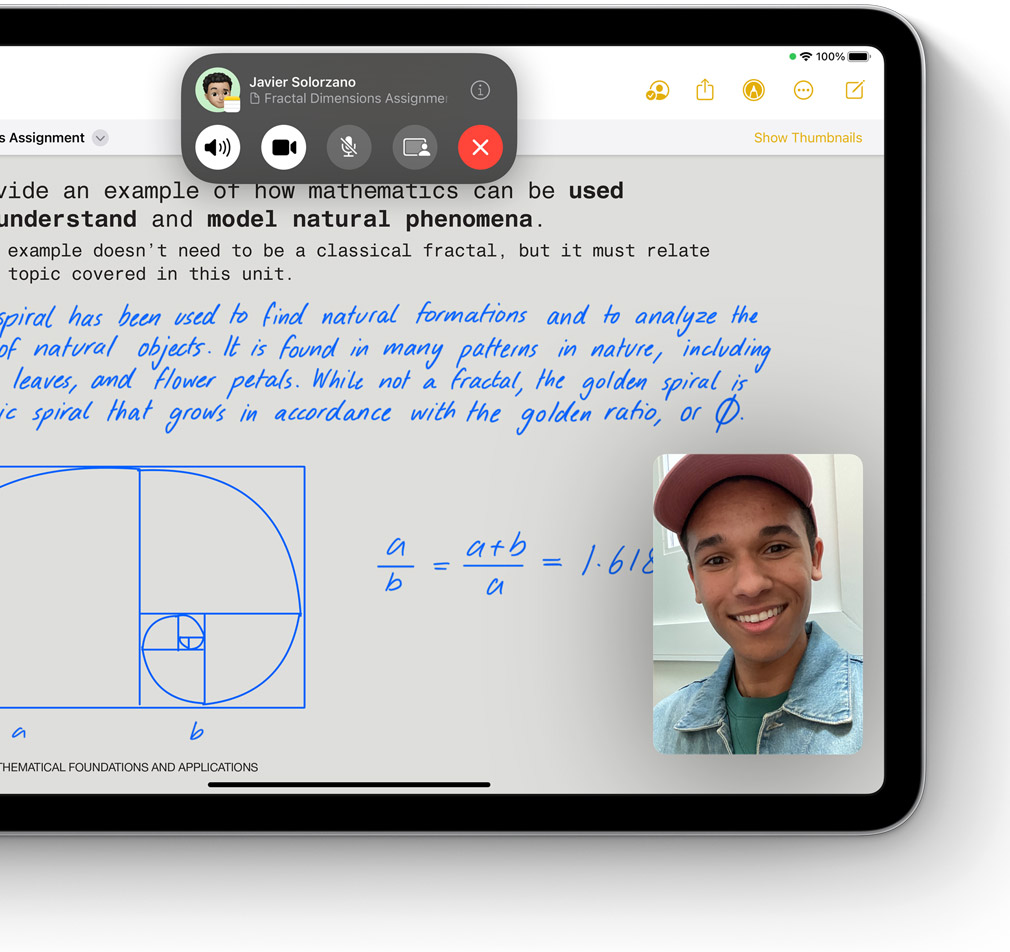 100%
Javier Solorzano
Fractal Dimensions Assignme
s Assignment
Show Thumbnails
vide an example of how mathematics can be used
understand and model natural phenomena.
example doesn't need to be a classical fractal, but it must relate
topic covered in this unit.
spiral has been used to find natural formations and to analyze the
of natural objects. It is found in many patterns in nature, including
leaves, and flower petals. While not a fractal, the golden spiral is
ic spiral that grows in accordance with the golden ratio, or Ø.
a/b = a+b/a = 1.618
a b
THEMATICAL FOUNDATIONS AND APPLICATIONS